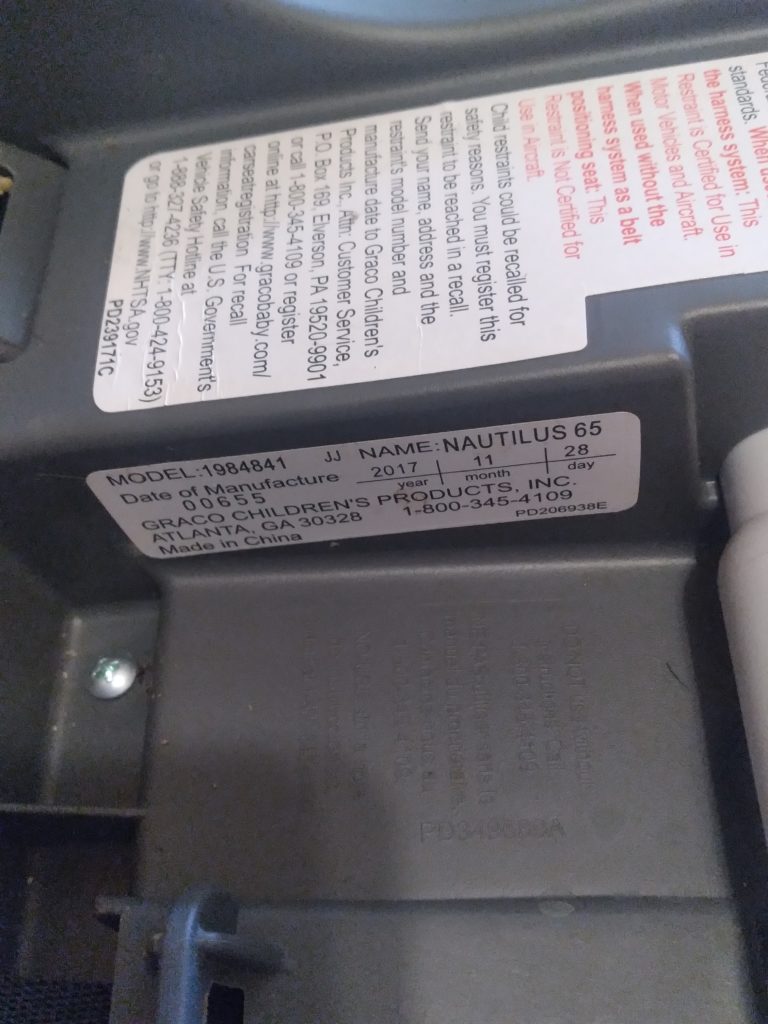 Federal
standards. When used
the harness system: This
Restraint is Certified for Use in
Motor Vehicles and Aircraft.
When used without the
harness system as a belt
positioning seat: This
Restraint is Not Certified for
Use in Aircraft.
Child restraints could be recalled for
safety reasons. You must register this
restraint to be reached in a recall.
Send your name, address and the
restraint's model number and
manufacture date to Graco Children's
Products Inc., Attn: Customer Service,
P.O. Box 169, Elverson, PA 19520-9901
or call 1-800-345-4109 or register
online at http://www.gracobaby.com/
carseatregistration. For recall
information, call the U.S. Government's
Vehicle Safety Hotline at
1-888-327-4236 (TTY: 1-800-424-9153)
or go to http://www.NHTSA.gov
PD239171C
MODEL:1984841 JJ NAME:NAUTILUS 65
Date of Manufacture 2017 11 28
00655 year month day
GRACO CHILDREN'S PRODUCTS, INC.
ATLANTA, GA 30328 1-800-345-4109
Made in China PD206938E
DO NOT